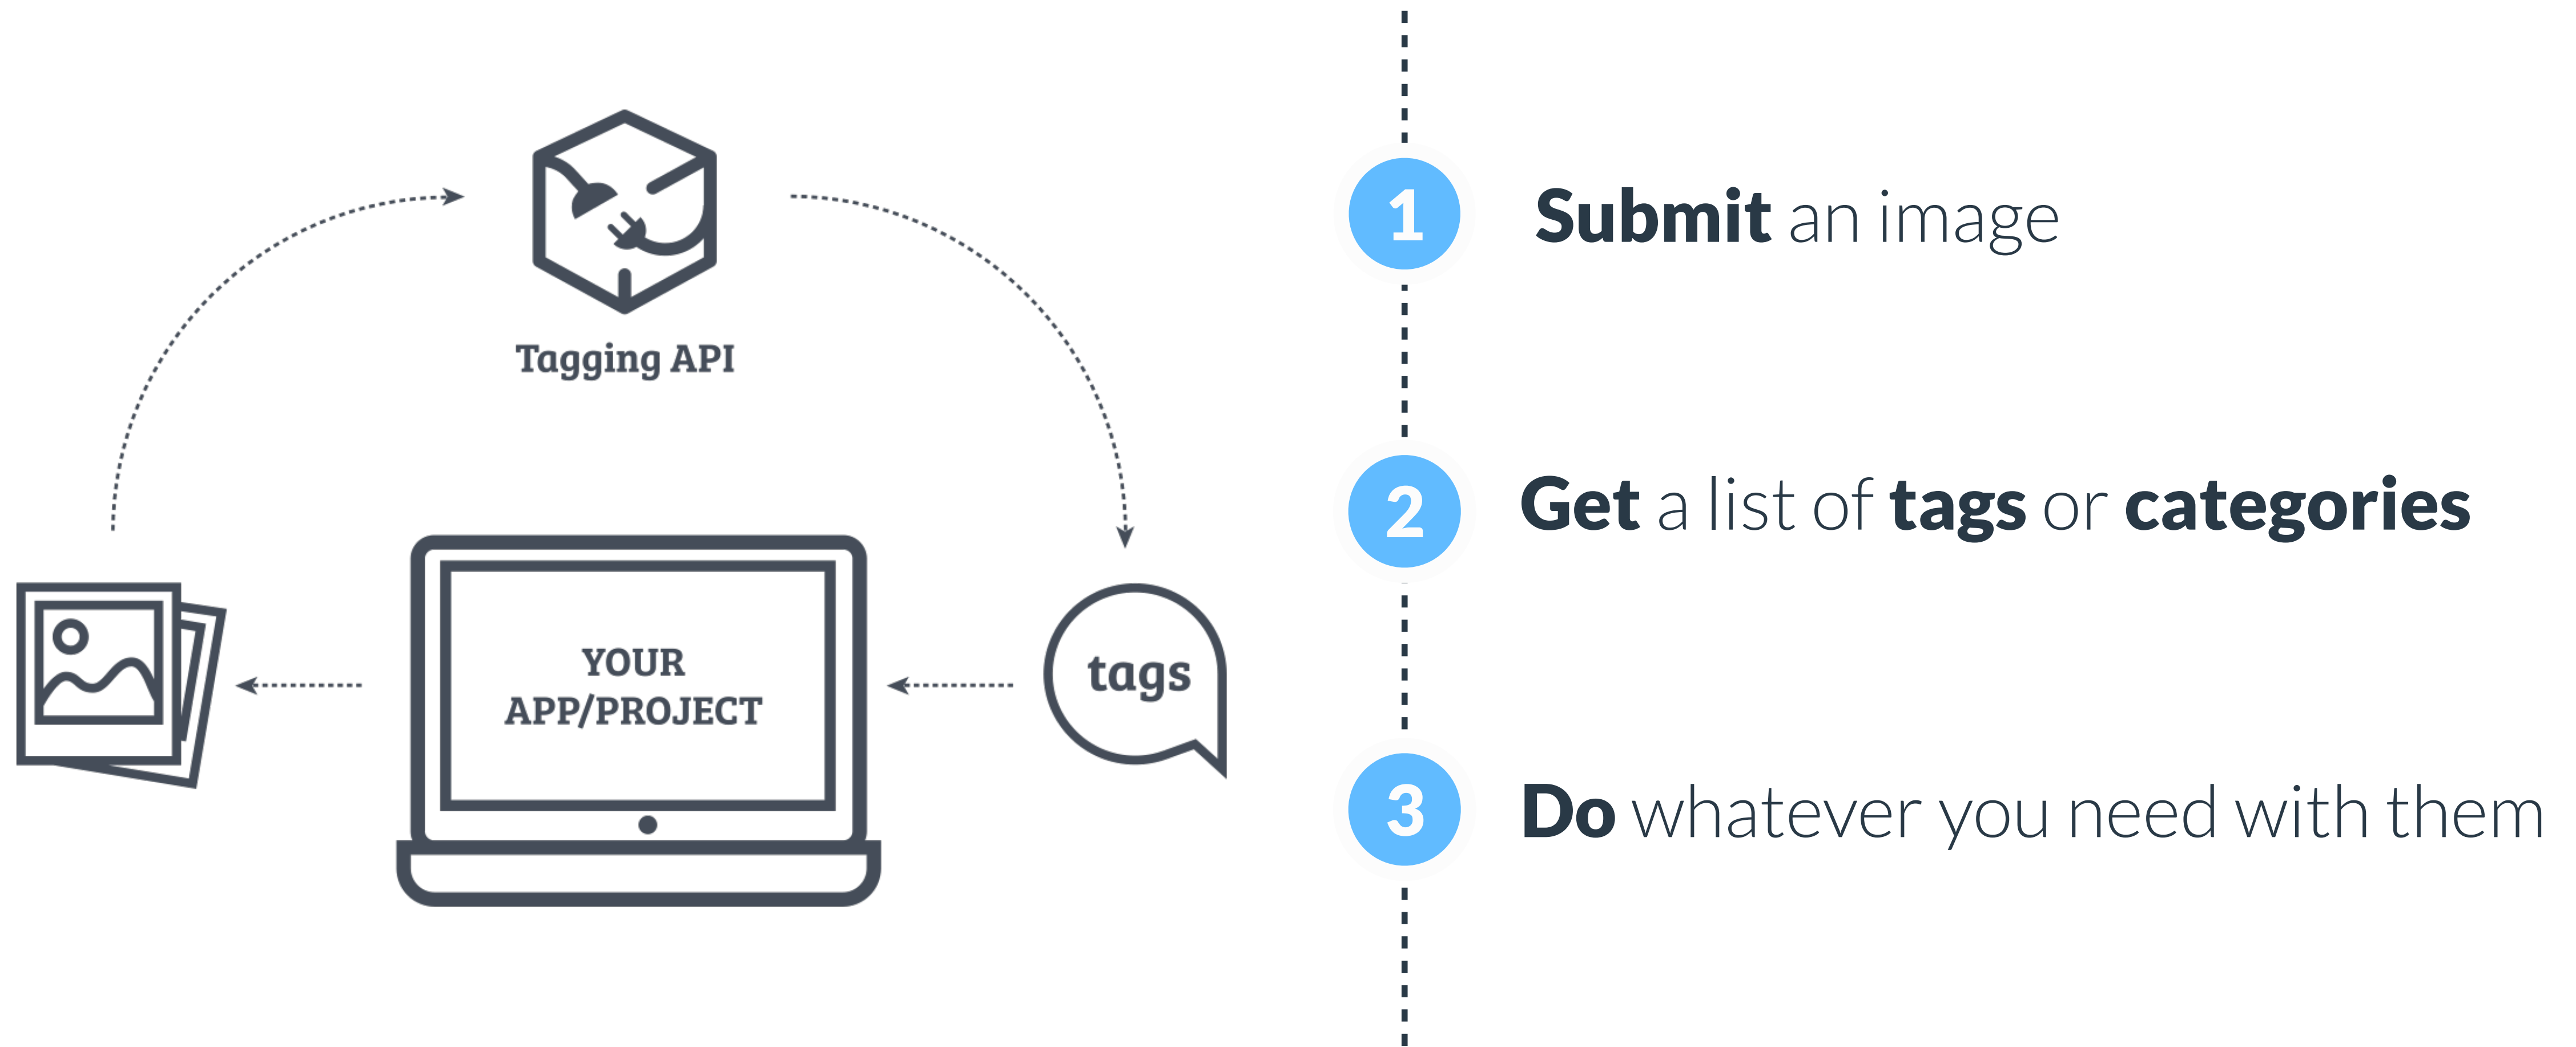 Tagging API
YOUR
APP/PROJECT
tags
1
Submit an image
2
Get a list of tags or categories
3
Do whatever you need with them